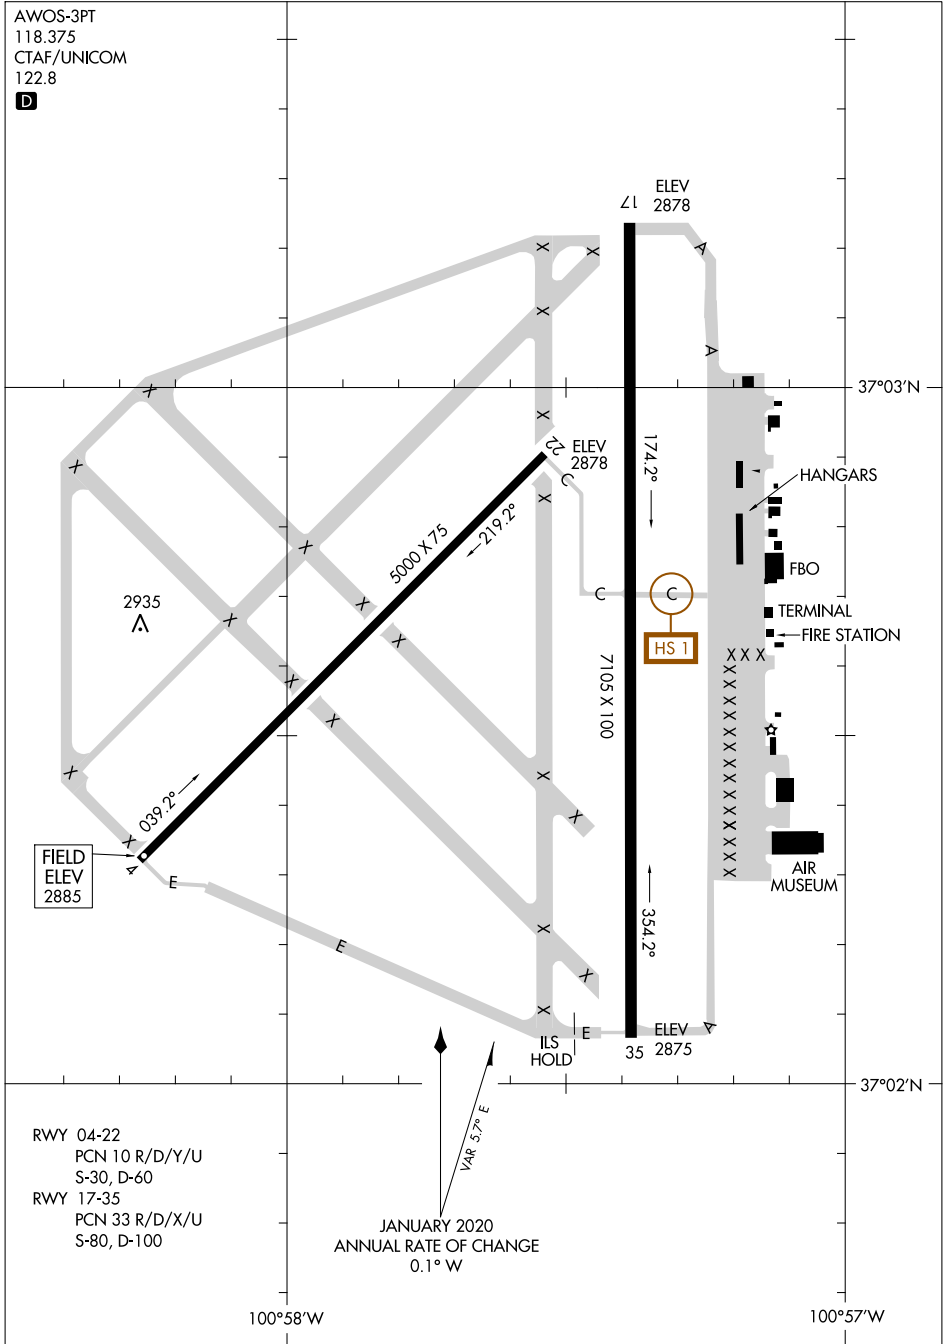 AWOS-3PT
118.375
CTAF/UNICOM
122.8
D
ELEV
2878
17
A
X
X
X
A
37°03'N
X
X
X
22
ELEV
2878
C
X
X
174.2°
HANGARS
5000 X 75
219.2°
X
FBO
2935
X
C
C
TERMINAL
X
X
HS 1
FIRE STATION
X X X
X
X
X
X
X
X
X
X
X
X
X
X
X
X
7105 X 100
X
X
X
X
X
039.2°
X
X
FIELD
ELEV
2885
4
E
AIR
MUSEUM
354.2°
X
E
X
X
ILS
HOLD
E
35
ELEV
2875
A
37°02'N
VAR 5.7° E
RWY 04-22
PCN 10 R/D/Y/U
S-30, D-60
RWY 17-35
PCN 33 R/D/X/U
S-80, D-100
JANUARY 2020
ANNUAL RATE OF CHANGE
0.1° W
100°58'W
100°57'W